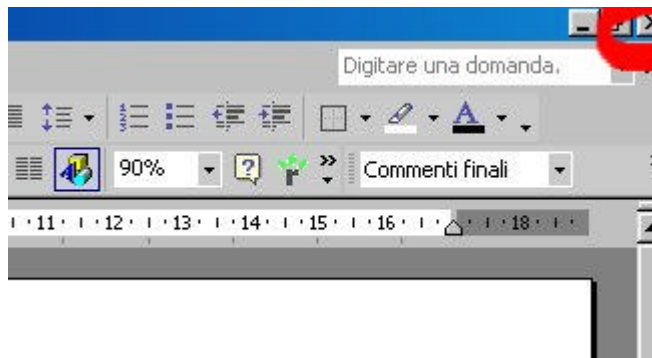 Digitare una domanda.
A
90% ? » Commenti finali
11 12 13 14 15 16 18